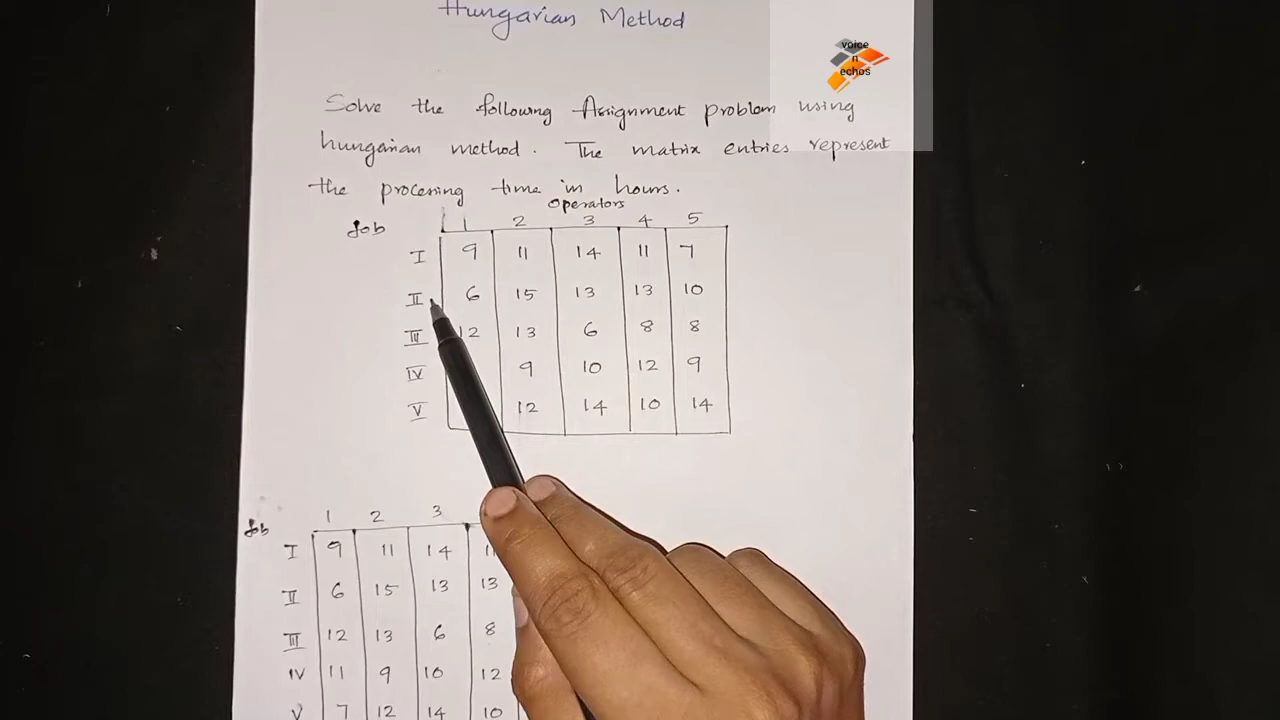 Hungarian Method
voice
n
echos
Solve the following Assignment problem using
hungarian method. The matrix entries represent
the processing time in hours.
Operators
Job 1 2 3 4 5
I 9 11 14 11 7
II 6 15 13 13 10
III 12 13 6 8 8
IV 9 10 12 9
V 12 14 10 14
Job 1 2 3
I 9 11 14 11
II 6 15 13 13
III 12 13 6 8
IV 11 9 10 12
V 7 12 14 10